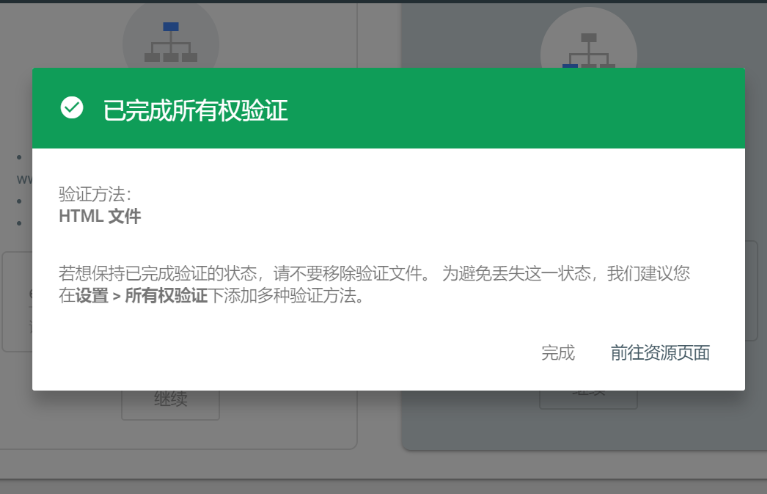 已完成所有权验证
ww
验证方法：
HTML 文件
若想保持已完成验证的状态，请不要移除验证文件。 为避免丢失这一状态，我们建议您
在设置 > 所有权验证下添加多种验证方法。
完成 前往资源页面
继续